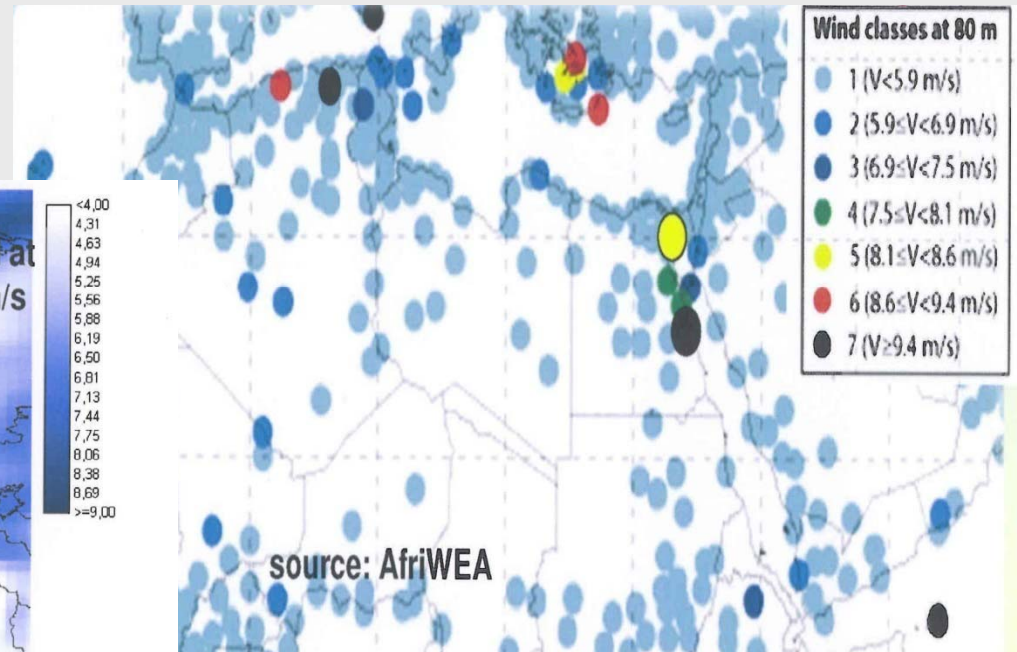 Wind classes at 80 m
1 (V<5.9 m/s)
2 (5.9≤V<6.9 m/s)
3 (6.9≤V<7.5 m/s)
4 (7.5≤V<8.1 m/s)
5 (8.1≤V<8.6 m/s)
6 (8.6≤V<9.4 m/s)
7 (V≥9.4 m/s)
at
/s
<4,00
4,31
4,63
4,94
5,25
5,56
5,88
6,19
6,50
6,81
7,13
7,44
7,75
8,06
8,38
8,69
>=9,00
source: AfriWEA